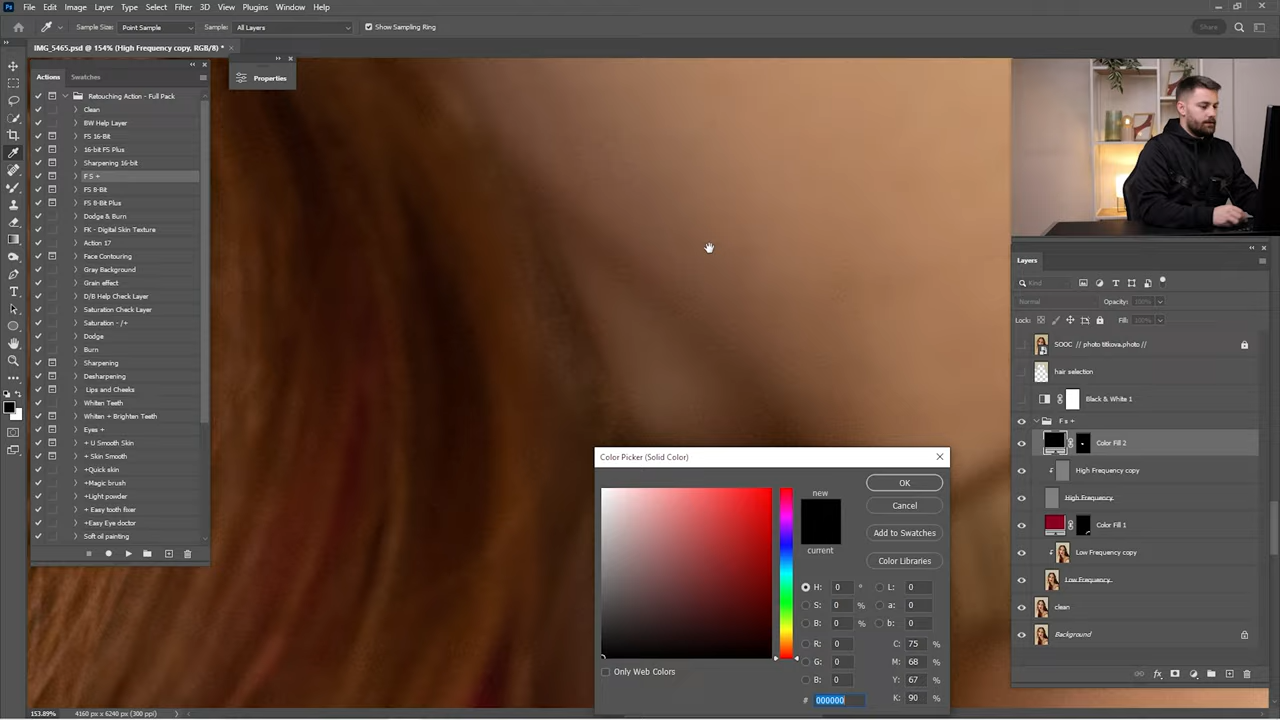 File Edit Image Layer Type Select Filter 3D View Plugins Window Help
Sample Size: Point Sample Sample: All Layers Show Sampling Ring Share
IMG_5465.psd @ 154% (High Frequency copy, RGB/8) *
Actions Swatches
Properties
Retouching Action - Full Pack
Clean
BW Help Layer
FS 16-Bit
16-bit FS Plus
Sharpening 16-bit
F S +
FS 8-Bit
FS 8-Bit Plus
Dodge & Burn
FK - Digital Skin Texture
Action 17
Face Contouring
Gray Background
Grain effect
D/B Help Check Layer
Saturation Check Layer
Saturation - /+
Dodge
Burn
Sharpening
Desharpening
Lips and Cheeks
Whiten Teeth
Whiten + Brighten Teeth
Eyes +
+ U Smooth Skin
+ Skin Smooth
+Quick skin
+Magic brush
+Light powder
+ Easy tooth fixer
+Easy Eye doctor
Soft oil painting
Color Picker (Solid Color)
new
current
OK
Cancel
Add to Swatches
Color Libraries
H: 0 ° L: 0
S: 0 % a: 0
B: 0 % b: 0
R: 0 C: 75 %
G: 0 M: 68 %
B: 0 Y: 67 %
# 000000 K: 90 %
Only Web Colors
Layers
Kind
Normal Opacity: 100%
Lock: Fill: 100%
SOOC // photo titkova.photo //
hair selection
Black & White 1
F s +
Color Fill 2
High Frequency copy
High Frequency
Color Fill 1
Low Frequency copy
Low Frequency
clean
Background
153.89% 4160 px x 6240 px (300 ppi)